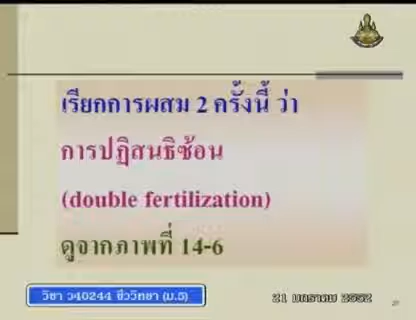 เรียกการผสม 2 ครั้งนี้ ว่า
การปฏิสนธิซ้อน
(double fertilization)
ดูจากภาพที่ 14-6
วิชา ว40244 ชีววิทยา (ม.5)
21 มกราคม 2552